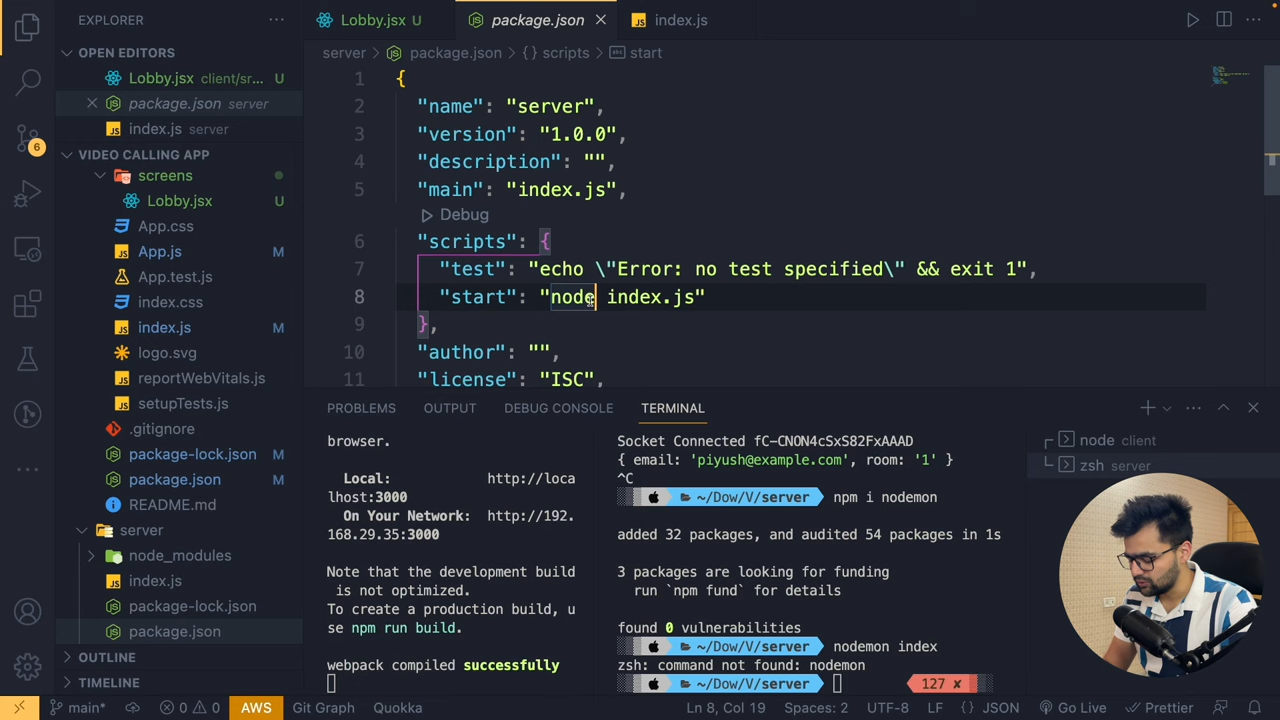 EXPLORER
OPEN EDITORS
Lobby.jsx client/sr... U
package.json server
index.js server
VIDEO CALLING APP
screens
Lobby.jsx U
App.css
App.js M
App.test.js
index.css
index.js M
logo.svg
reportWebVitals.js
setupTests.js
.gitignore
package-lock.json M
package.json M
README.md
server
node_modules
index.js
package-lock.json
package.json
OUTLINE
TIMELINE
6
Lobby.jsx U
package.json
index.js
server > package.json > {} scripts > start
1 {
2 "name": "server",
3 "version": "1.0.0",
4 "description": "",
5 "main": "index.js",
Debug
6 "scripts": {
7 "test": "echo \"Error: no test specified\" && exit 1",
8 "start": "node index.js"
9 },
10 "author": "",
11 "license": "ISC",
PROBLEMS OUTPUT DEBUG CONSOLE TERMINAL
browser.
Local: http://loca
lhost:3000
On Your Network: http://192.
168.29.35:3000
Note that the development build
is not optimized.
To create a production build, u
se npm run build.
webpack compiled successfully
Socket Connected fC-CNON4cSxS82FxAAAD
{ email: 'piyush@example.com', room: '1' }
^C
~/Dow/V/server npm i nodemon
added 32 packages, and audited 54 packages in 1s
3 packages are looking for funding
run `npm fund` for details
found 0 vulnerabilities
~/Dow/V/server nodemon index
zsh: command not found: nodemon
~/Dow/V/server 127 ✘
node client
zsh server
main* 0 0 AWS Git Graph Quokka Ln 8, Col 19 Spaces: 2 UTF-8 LF {} JSON Go Live Prettier